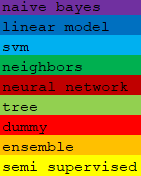 naive bayes
linear model
svm
neighbors
neural network
tree
dummy
ensemble
semi supervised